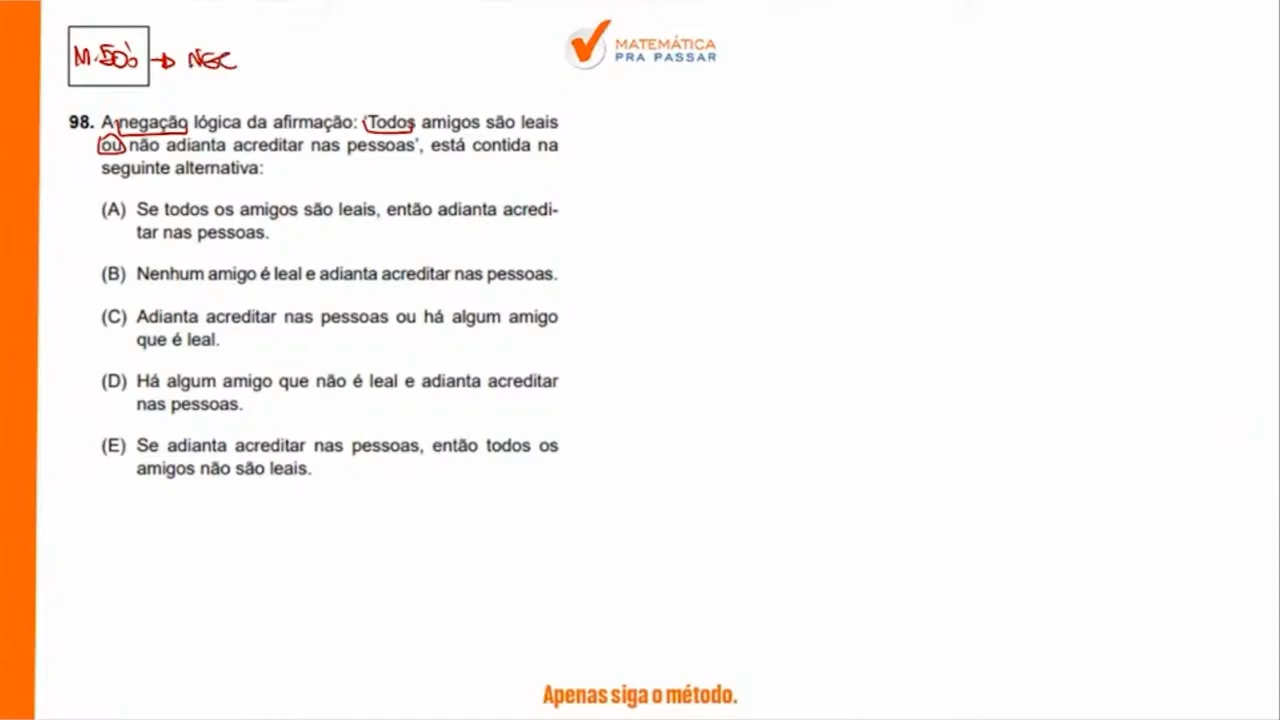 M.50's → NEG
MATEMÁTICA
PRA PASSAR
98. A negação lógica da afirmação: ‘Todos amigos são leais
ou não adianta acreditar nas pessoas’, está contida na
seguinte alternativa:
(A) Se todos os amigos são leais, então adianta acredi-
tar nas pessoas.
(B) Nenhum amigo é leal e adianta acreditar nas pessoas.
(C) Adianta acreditar nas pessoas ou há algum amigo
que é leal.
(D) Há algum amigo que não é leal e adianta acreditar
nas pessoas.
(E) Se adianta acreditar nas pessoas, então todos os
amigos não são leais.
Apenas siga o método.